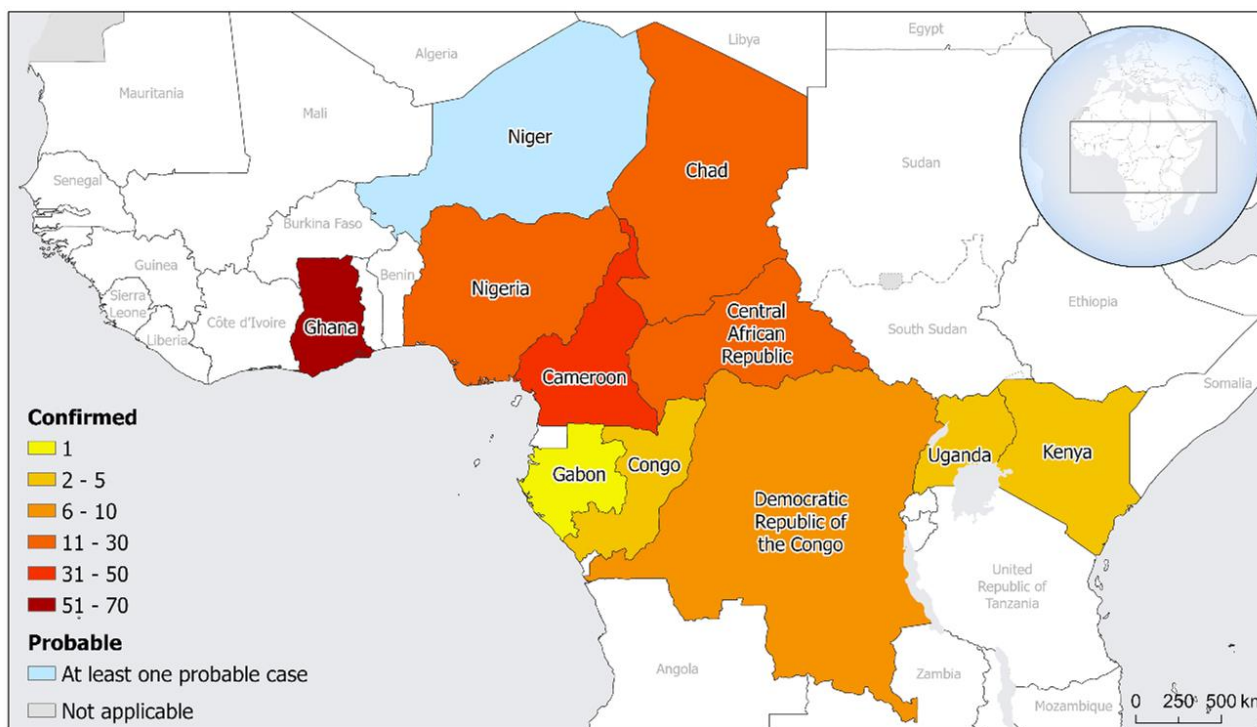 Algeria
Libya
Egypt
Mauritania
Mali
Niger
Chad
Sudan
Senegal
Burkina Faso
Guinea
Benin
Nigeria
Sierra
Leone
Côte d'Ivoire
Ghana
Liberia
Central
African
Republic
Ethiopia
South Sudan
Cameroon
Somalia
Confirmed
1
2 - 5
6 - 10
11 - 30
31 - 50
51 - 70
Probable
At least one probable case
Not applicable
Gabon
Congo
Uganda
Kenya
Democratic
Republic of
the Congo
United
Republic of
Tanzania
Angola
Zambia
Mozambique
0 250 500 km